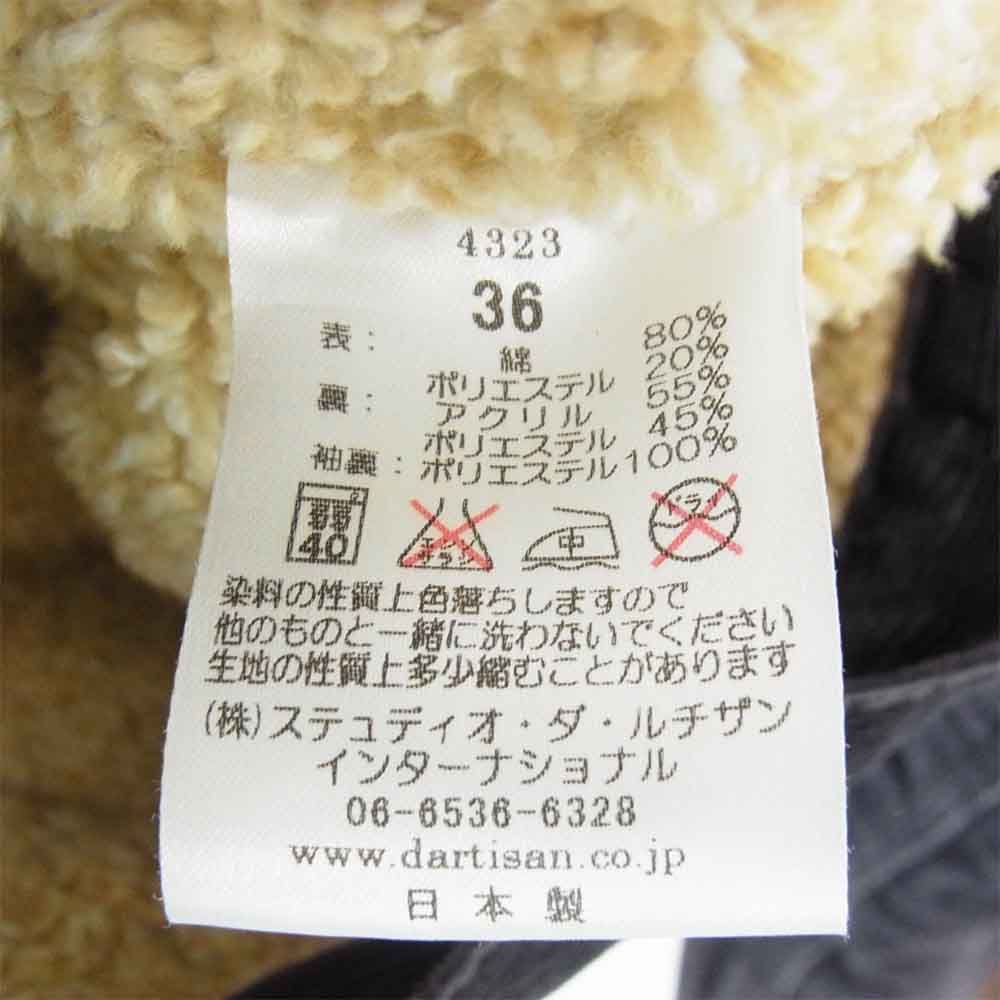 4323
36
表: 綿 80%
ポリエステル 20%
裏: アクリル 55%
ポリエステル 45%
袖裏: ポリエステル100%
40 エンソサラシ 中 ドライ
染料の性質上色落ちしますので
他のものと一緒に洗わないでください
生地の性質上多少縮むことがあります
(株)ステュディオ・ダ・ルチザン
インターナショナル
06-6536-6328
www.dartisan.co.jp
日本製